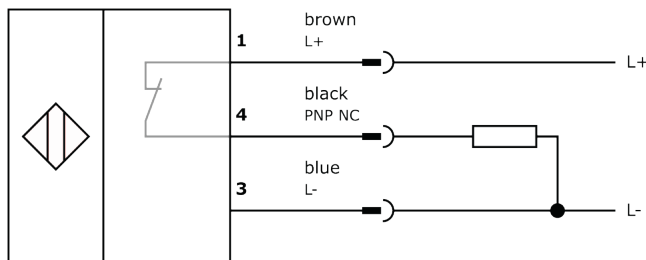 brown
1 L+ L+
black
4 PNP NC
blue
3 L- L-